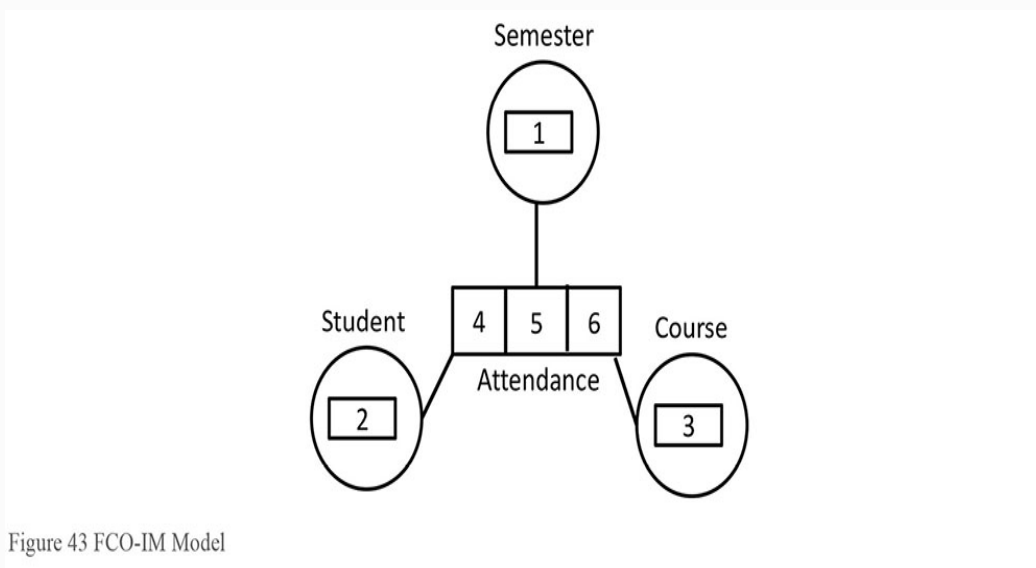 Semester
1
4 5 6
Student
Course
Attendance
2
3
Figure 43 FCO-IM Model